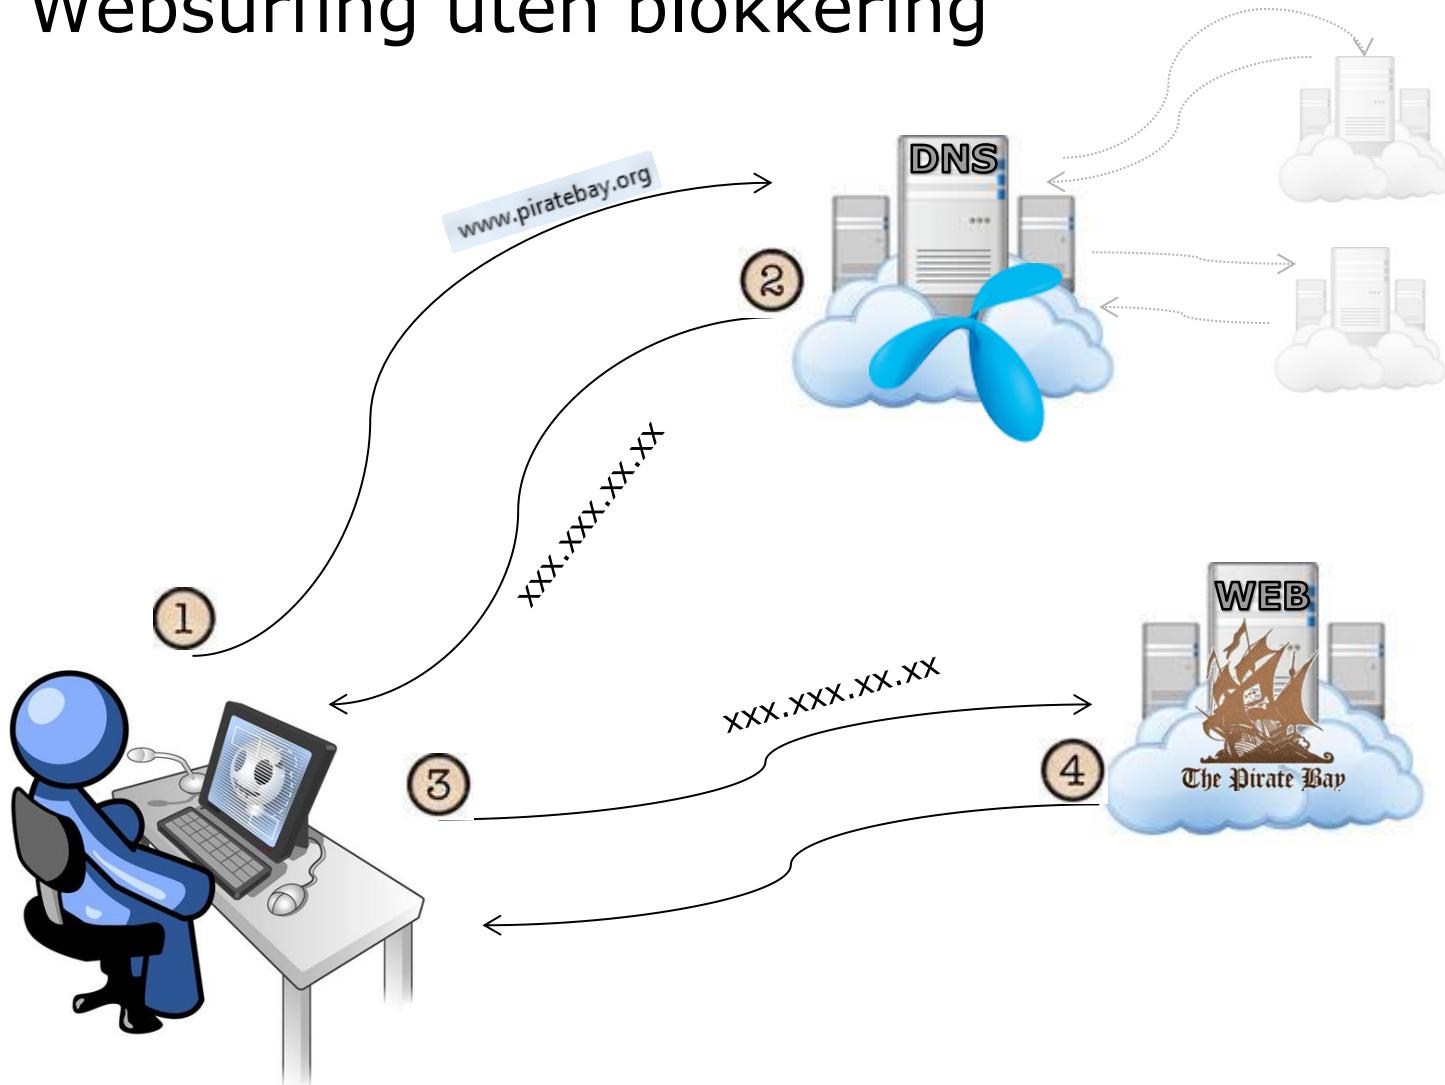 Websurfing uten blokkering
DNS
www.piratebay.org
2
xxx.xxx.xx.xx
1
WEB
xxx.xxx.xx.xx
3
4
The Pirate Bay